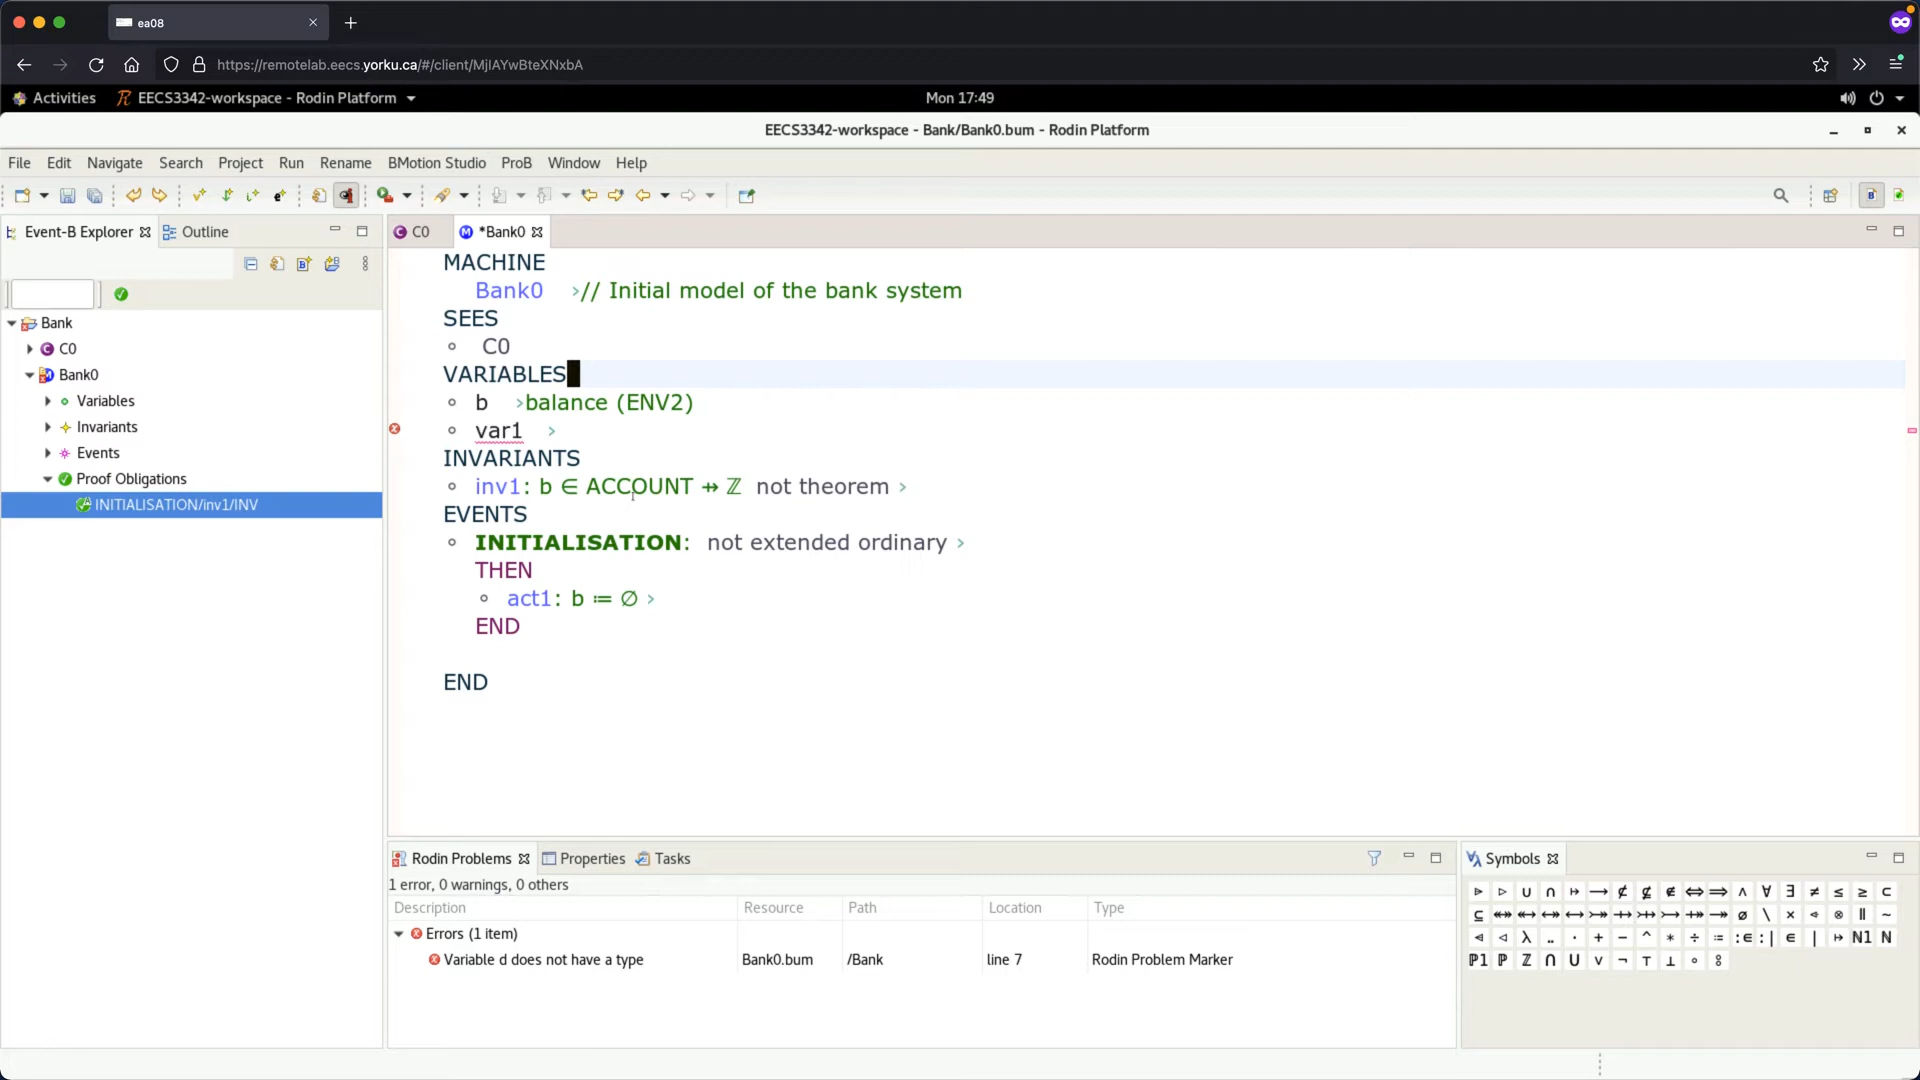 ea08
https://remotelab.eecs.yorku.ca/#/client/MjIAYwBteXNxbA
Activities EECS3342-workspace - Rodin Platform Mon 17:49
EECS3342-workspace - Bank/Bank0.bum - Rodin Platform
File Edit Navigate Search Project Run Rename BMotion Studio ProB Window Help
Event-B Explorer Outline C0 *Bank0
MACHINE
Bank0 ›// Initial model of the bank system
SEES
C0
VARIABLES
b ›balance (ENV2)
var1 ›
INVARIANTS
inv1: b ∈ ACCOUNT ⇸ ℤ not theorem ›
EVENTS
INITIALISATION: not extended ordinary ›
THEN
act1: b ≔ ∅ ›
END
END
Bank
C0
Bank0
Variables
Invariants
Events
Proof Obligations
INITIALISATION/inv1/INV
Rodin Problems Properties Tasks
1 error, 0 warnings, 0 others
Description Resource Path Location Type
Errors (1 item)
Variable d does not have a type Bank0.bum /Bank line 7 Rodin Problem Marker
Symbols